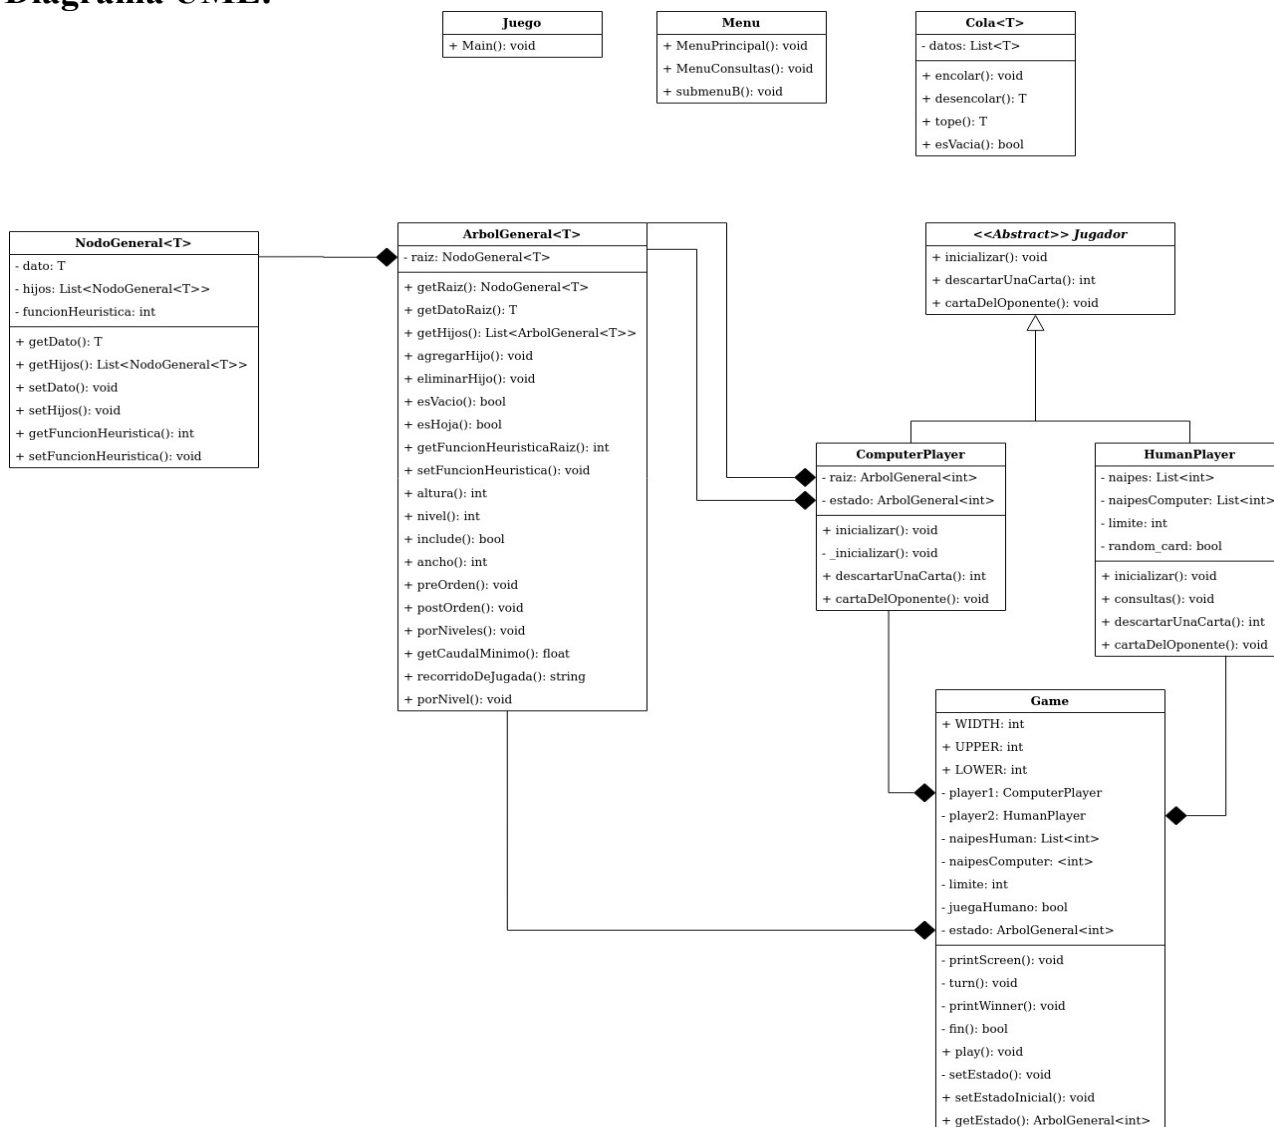 Diagrama UML:
Juego
+ Main(): void
Menu
+ MenuPrincipal(): void
+ MenuConsultas(): void
+ submenuB(): void
Cola<T>
- datos: List<T>
+ encolar(): void
+ desencolar(): T
+ tope(): T
+ esVacia(): bool
NodoGeneral<T>
- dato: T
- hijos: List<NodoGeneral<T>>
- funcionHeuristica: int
+ getDato(): T
+ getHijos(): List<NodoGeneral<T>>
+ setDato(): void
+ setHijos(): void
+ getFuncionHeuristica(): int
+ setFuncionHeuristica(): void
ArbolGeneral<T>
- raiz: NodoGeneral<T>
+ getRaiz(): NodoGeneral<T>
+ getDatoRaiz(): T
+ getHijos(): List<ArbolGeneral<T>>
+ agregarHijo(): void
+ eliminarHijo(): void
+ esVacio(): bool
+ esHoja(): bool
+ getFuncionHeuristicaRaiz(): int
+ setFuncionHeuristica(): void
+ altura(): int
+ nivel(): int
+ include(): bool
+ ancho(): int
+ preOrden(): void
+ postOrden(): void
+ porNiveles(): void
+ getCaudalMinimo(): float
+ recorridoDeJugada(): string
+ porNivel(): void
<<Abstract>> Jugador
+ inicializar(): void
+ descartarUnaCarta(): int
+ cartaDelOponente(): void
ComputerPlayer
- raiz: ArbolGeneral<int>
- estado: ArbolGeneral<int>
+ inicializar(): void
- _inicializar(): void
+ descartarUnaCarta(): int
+ cartaDelOponente(): void
HumanPlayer
- naipes: List<int>
- naipesComputer: List<int>
- limite: int
- random_card: bool
+ inicializar(): void
+ consultas(): void
+ descartarUnaCarta(): int
+ cartaDelOponente(): void
Game
+ WIDTH: int
+ UPPER: int
+ LOWER: int
- player1: ComputerPlayer
- player2: HumanPlayer
- naipesHuman: List<int>
- naipesComputer: <int>
- limite: int
- juegaHumano: bool
- estado: ArbolGeneral<int>
- printScreen(): void
- turn(): void
- printWinner(): void
- fin(): bool
+ play(): void
- setEstado(): void
+ setEstadoInicial(): void
+ getEstado(): ArbolGeneral<int>